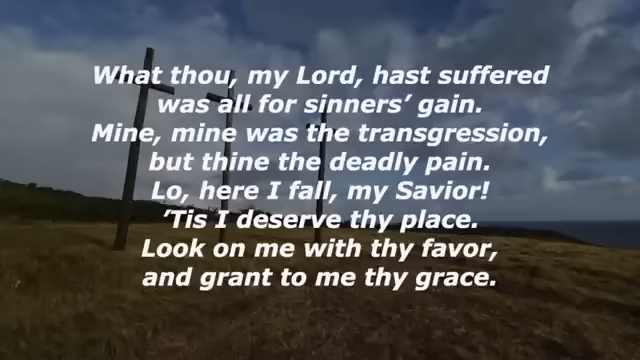 What thou, my Lord, hast suffered
was all for sinners’ gain.
Mine, mine was the transgression,
but thine the deadly pain.
Lo, here I fall, my Savior!
’Tis I deserve thy place.
Look on me with thy favor,
and grant to me thy grace.